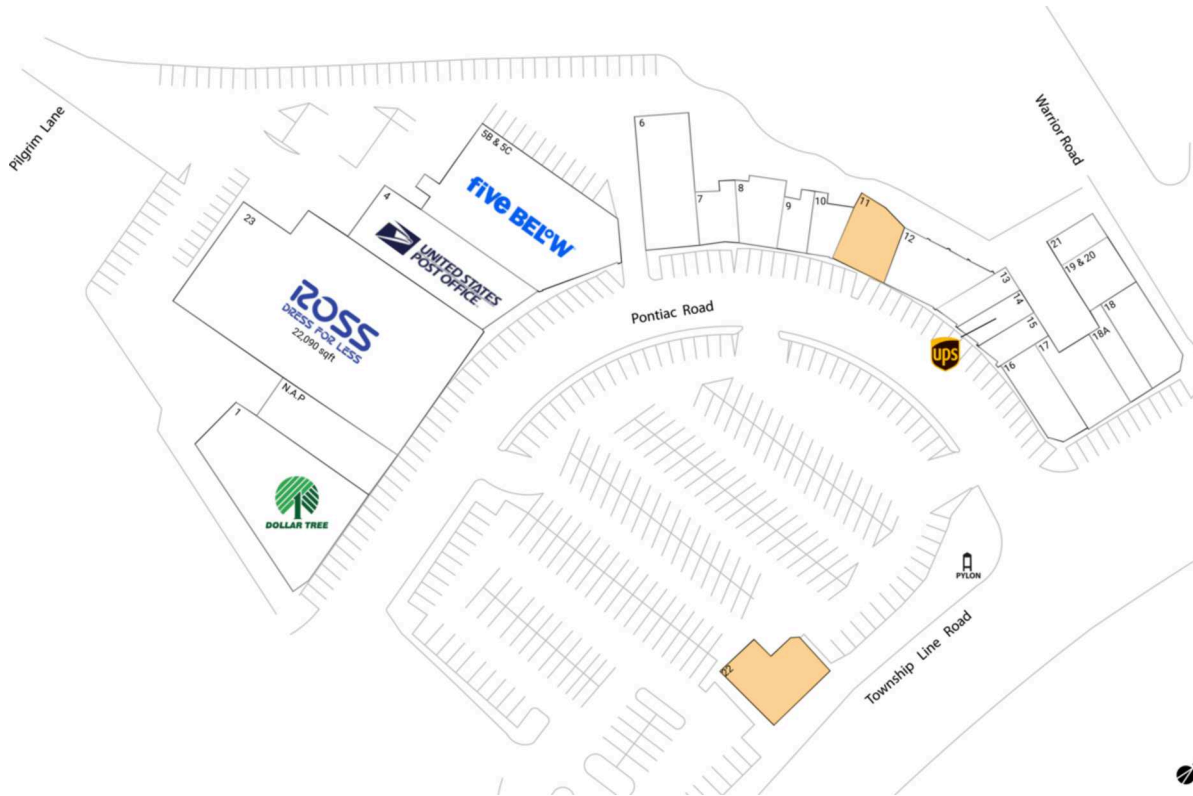 Pilgrim Lane
Warrior Road
5B & 5C
five BELOW
6
4
UNITED STATES
POST OFFICE
7
8
9
10
11
12
23
ROSS
DRESS FOR LESS
22,090 sqft
Pontiac Road
13
14
15
16
17
18A
18
19 & 20
21
ups
N.A.P
1
DOLLAR TREE
PYLON
Township Line Road
22